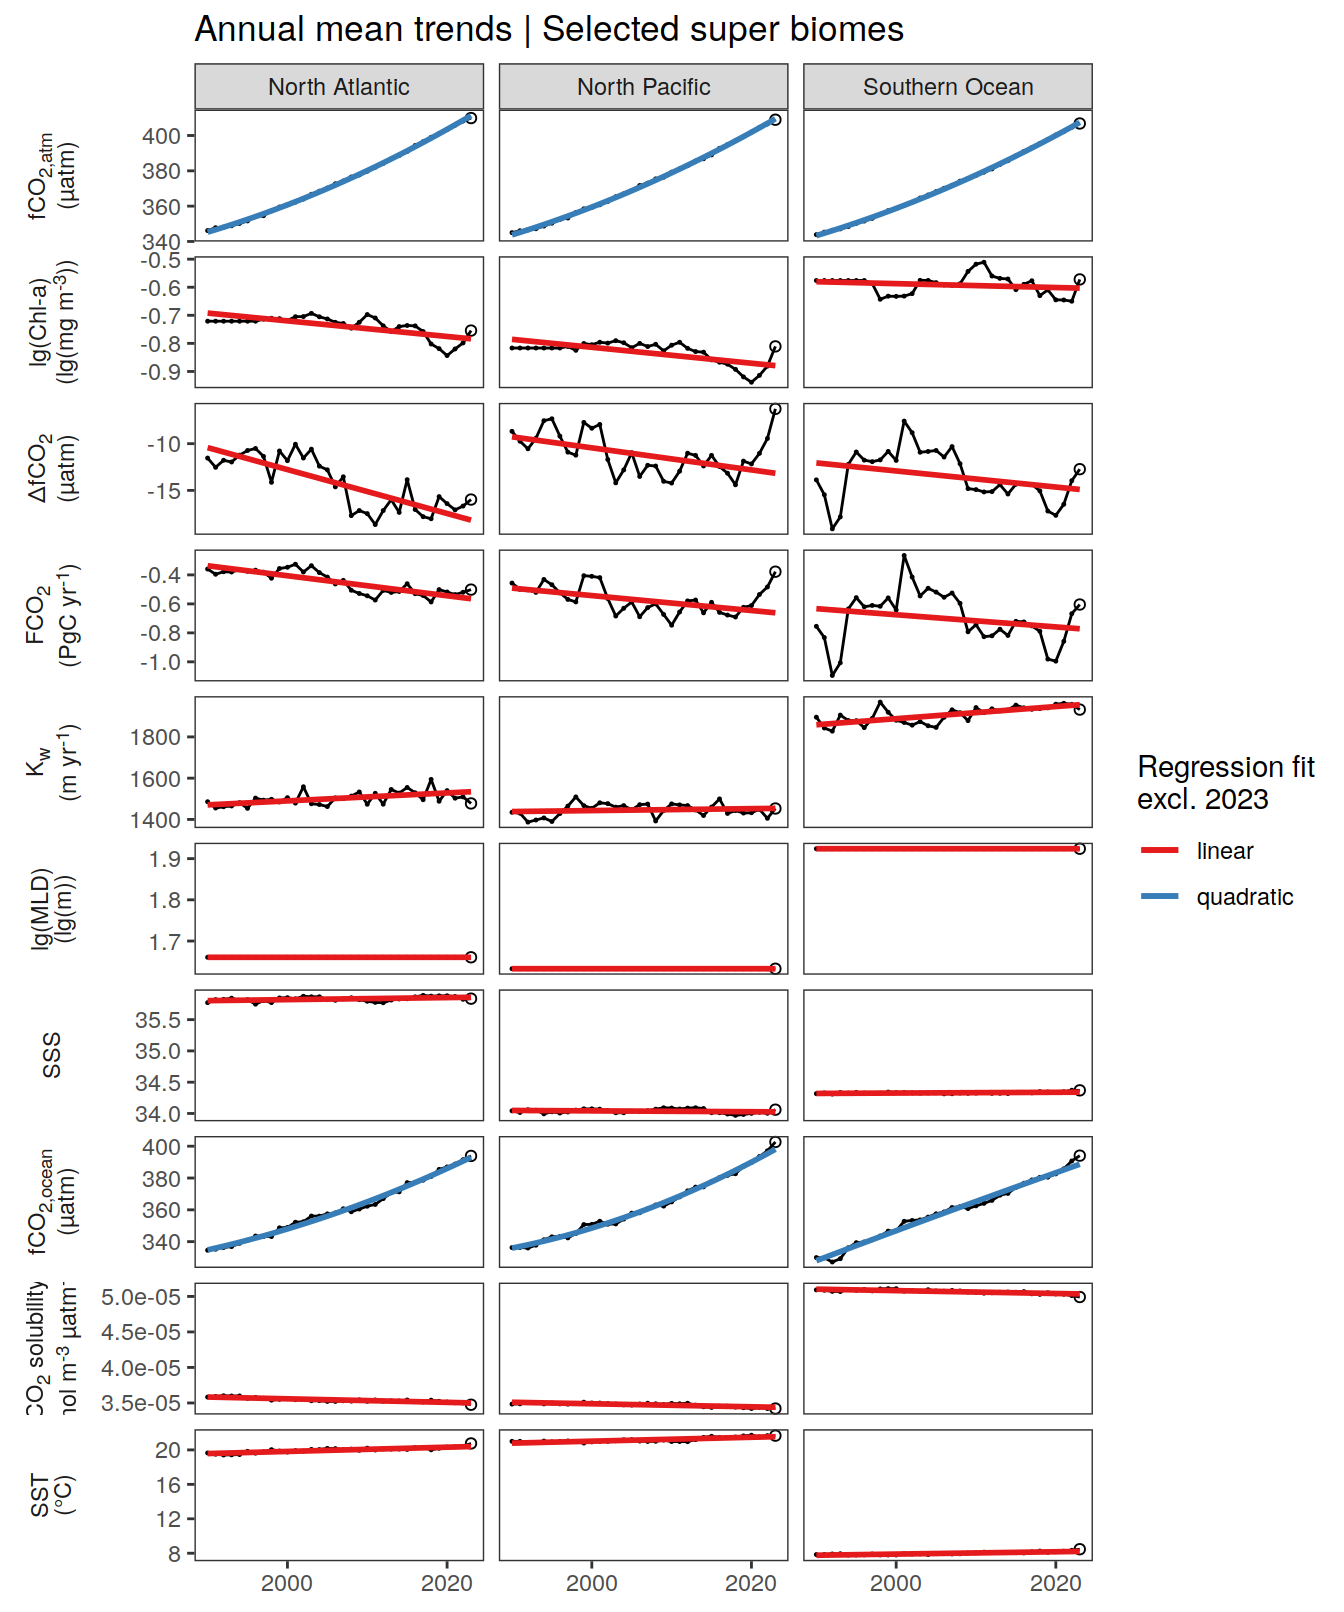 Annual mean trends | Selected super biomes
North Atlantic North Pacific Southern Ocean
fCO2,atm
(µatm)
400
380
360
340
lg(Chl-a)
(lg(mg m-3))
-0.5
-0.6
-0.7
-0.8
-0.9
ΔfCO2
(µatm)
-10
-15
FCO2
(PgC yr-1)
-0.4
-0.6
-0.8
-1.0
Kw
(m yr-1)
1800
1600
1400
lg(MLD)
(lg(m))
1.9
1.8
1.7
SSS
35.5
35.0
34.5
34.0
fCO2,ocean
(µatm)
400
380
360
340
CO2 solubility
m-3 µatm-
5.0e-05
4.5e-05
4.0e-05
3.5e-05
SST
(°C)
20
16
12
8
2000 2020 2000 2020 2000 2020
Regression fit
excl. 2023
linear
quadratic